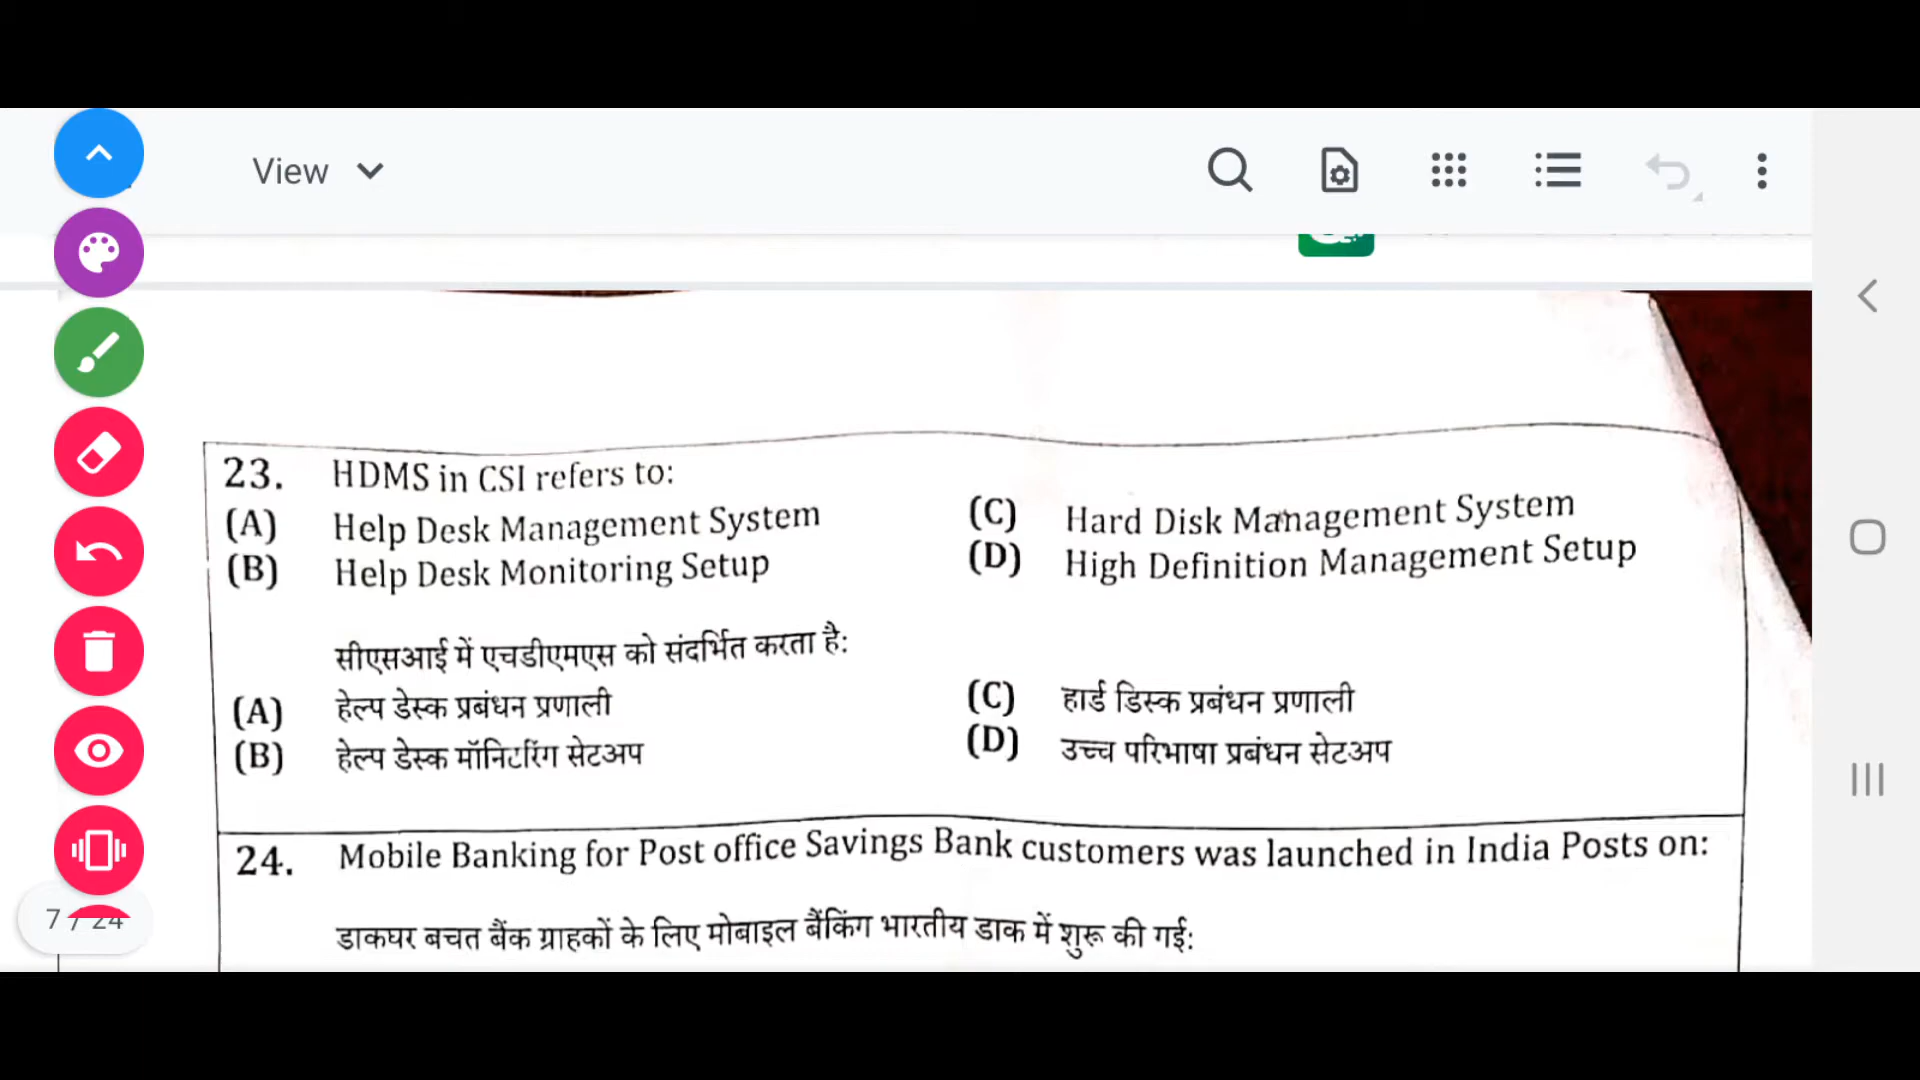 View
23. HDMS in CSI refers to:
(A) Help Desk Management System (C) Hard Disk Management System
(B) Help Desk Monitoring Setup (D) High Definition Management Setup
सीएसआई में एचडीएमएस को संदर्भित करता है:
(A) हेल्प डेस्क प्रबंधन प्रणाली (C) हार्ड डिस्क प्रबंधन प्रणाली
(B) हेल्प डेस्क मॉनिटरिंग सेटअप (D) उच्च परिभाषा प्रबंधन सेटअप
24. Mobile Banking for Post office Savings Bank customers was launched in India Posts on:
डाकघर बचत बैंक ग्राहकों के लिए मोबाइल बैंकिंग भारतीय डाक में शुरू की गई:
7 / 24